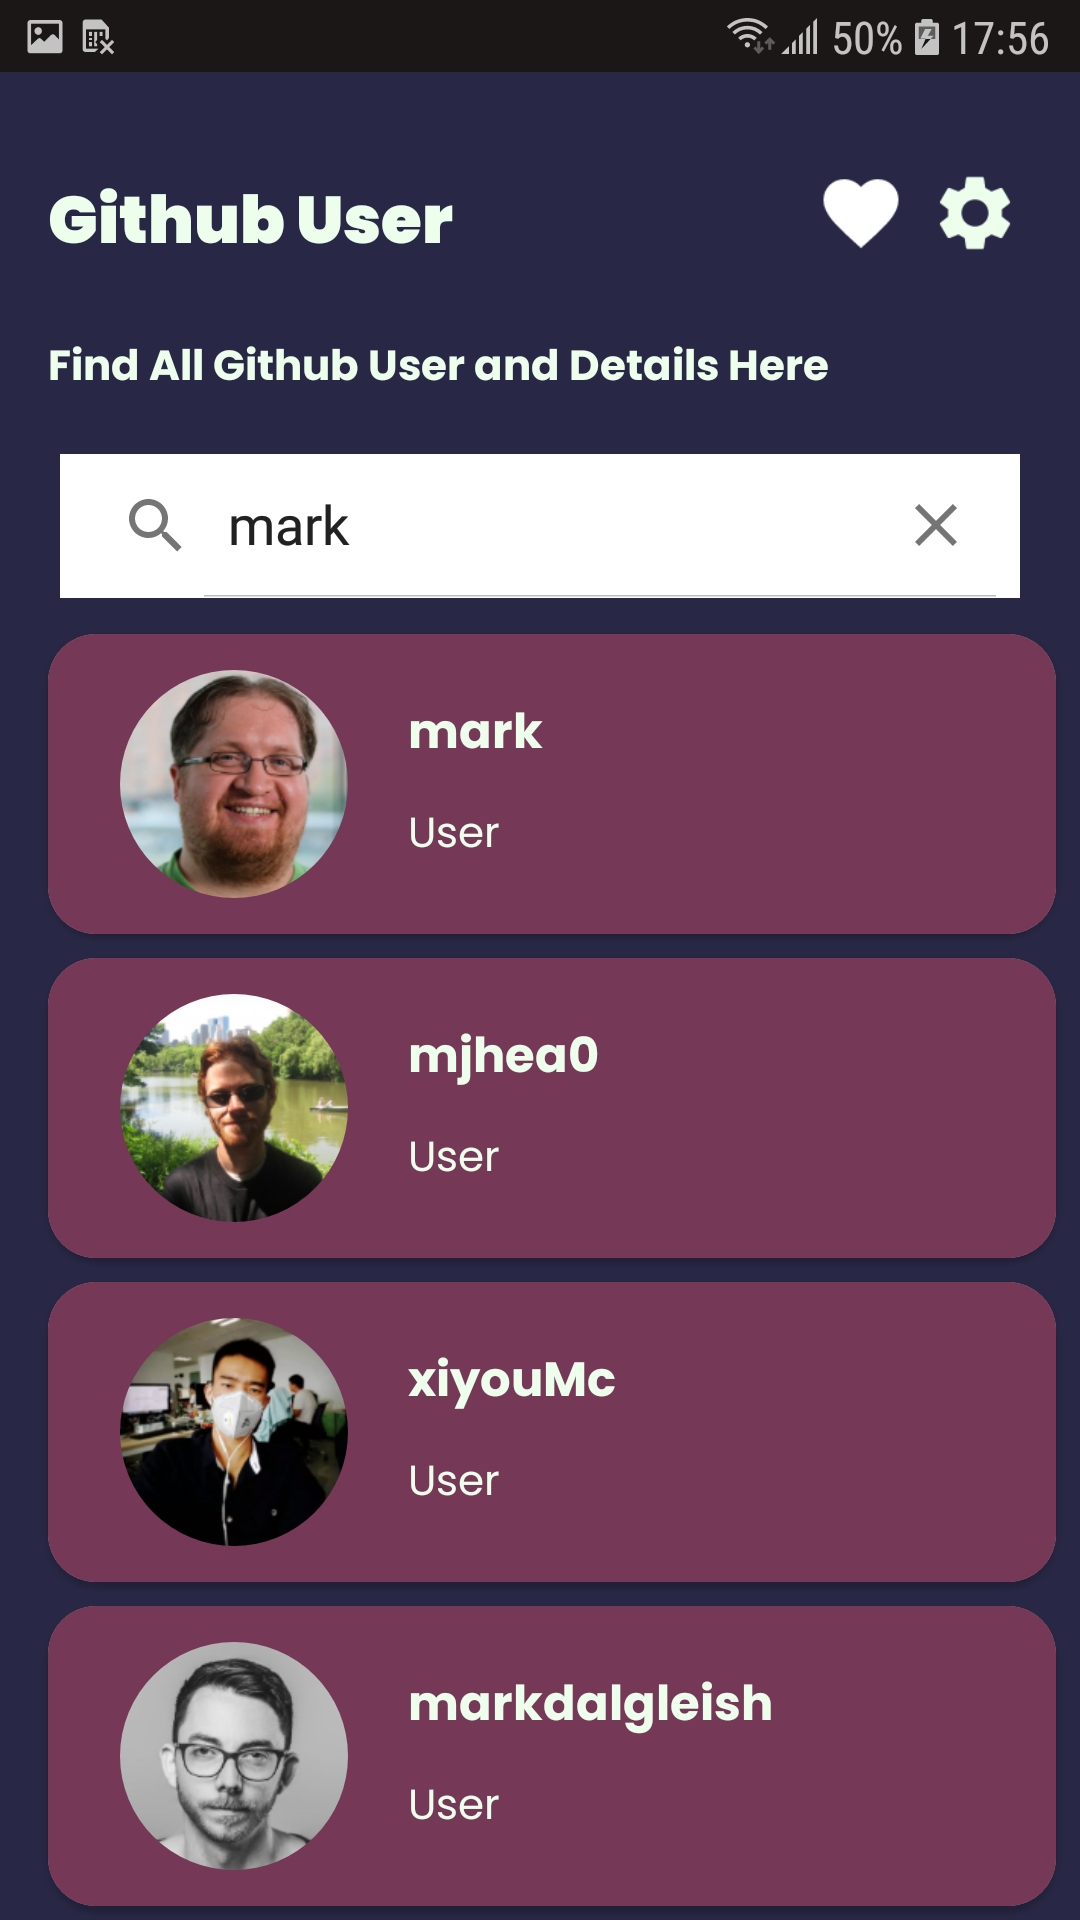 50% 17:56
Github User
Find All Github User and Details Here
mark
mark
User
mjhea0
User
xiyouMc
User
markdalgleish
User